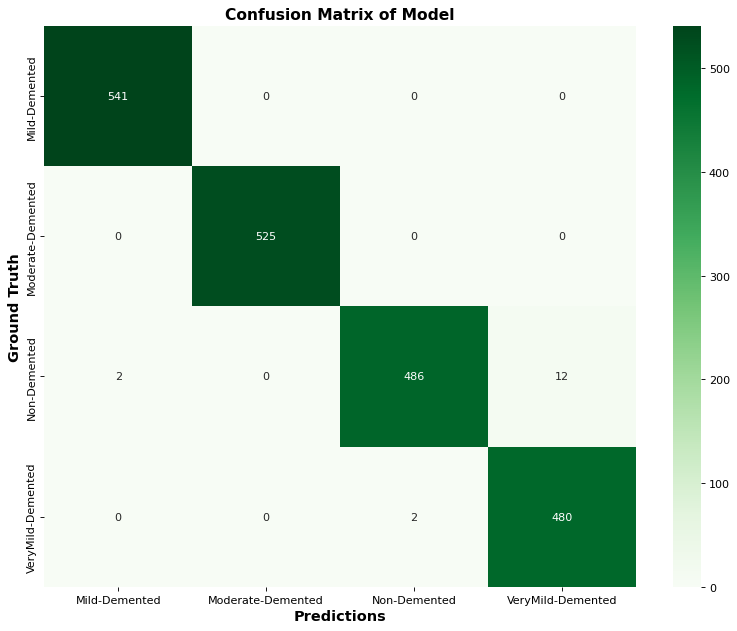 Confusion Matrix of Model
Ground Truth
Mild-Demented
541 0 0 0
Moderate-Demented
0 525 0 0
Non-Demented
2 0 486 12
VeryMild-Demented
0 0 2 480
Mild-Demented Moderate-Demented Non-Demented VeryMild-Demented
Predictions
500
400
300
200
100
0